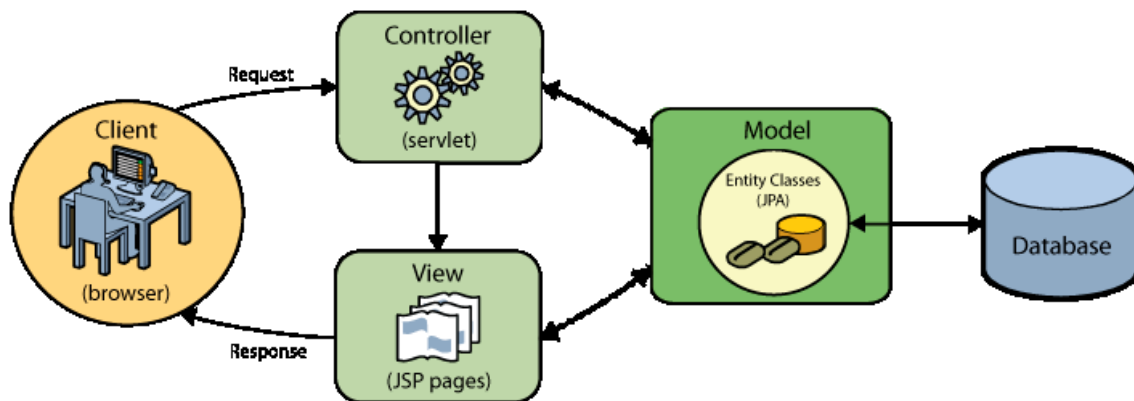 Controller
(servlet)
Request
Client
(browser)
Model
Entity Classes
(JPA)
Database
View
(JSP pages)
Response